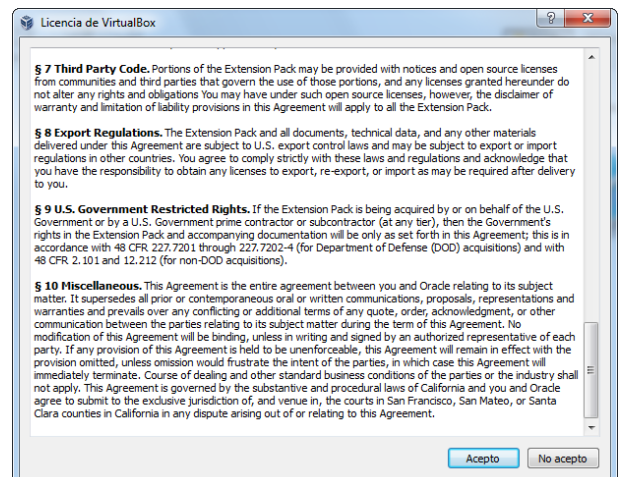 Licencia de VirtualBox
§ 7 Third Party Code. Portions of the Extension Pack may be provided with notices and open source licenses
from communities and third parties that govern the use of those portions, and any licenses granted hereunder do
not alter any rights and obligations You may have under such open source licenses, however, the disclaimer of
warranty and limitation of liability provisions in this Agreement will apply to all the Extension Pack.
§ 8 Export Regulations. The Extension Pack and all documents, technical data, and any other materials
delivered under this Agreement are subject to U.S. export control laws and may be subject to export or import
regulations in other countries. You agree to comply strictly with these laws and regulations and acknowledge that
you have the responsibility to obtain any licenses to export, re-export, or import as may be required after delivery
to you.
§ 9 U.S. Government Restricted Rights. If the Extension Pack is being acquired by or on behalf of the U.S.
Government or by a U.S. Government prime contractor or subcontractor (at any tier), then the Government's
rights in the Extension Pack and accompanying documentation will be only as set forth in this Agreement; this is in
accordance with 48 CFR 227.7201 through 227.7202-4 (for Department of Defense (DOD) acquisitions) and with
48 CFR 2.101 and 12.212 (for non-DOD acquisitions).
§ 10 Miscellaneous. This Agreement is the entire agreement between you and Oracle relating to its subject
matter. It supersedes all prior or contemporaneous oral or written communications, proposals, representations and
warranties and prevails over any conflicting or additional terms of any quote, order, acknowledgment, or other
communication between the parties relating to its subject matter during the term of this Agreement. No
modification of this Agreement will be binding, unless in writing and signed by an authorized representative of each
party. If any provision of this Agreement is held to be unenforceable, this Agreement will remain in effect with the
provision omitted, unless omission would frustrate the intent of the parties, in which case this Agreement will
immediately terminate. Course of dealing and other standard business conditions of the parties or the industry shall
not apply. This Agreement is governed by the substantive and procedural laws of California and you and Oracle
agree to submit to the exclusive jurisdiction of, and venue in, the courts in San Francisco, San Mateo, or Santa
Clara counties in California in any dispute arising out of or relating to this Agreement.
Acepto No acepto